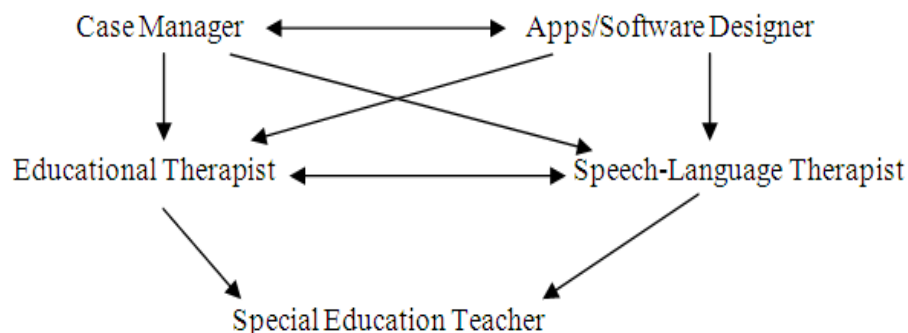 Case Manager Apps/Software Designer
Educational Therapist Speech-Language Therapist
Special Education Teacher